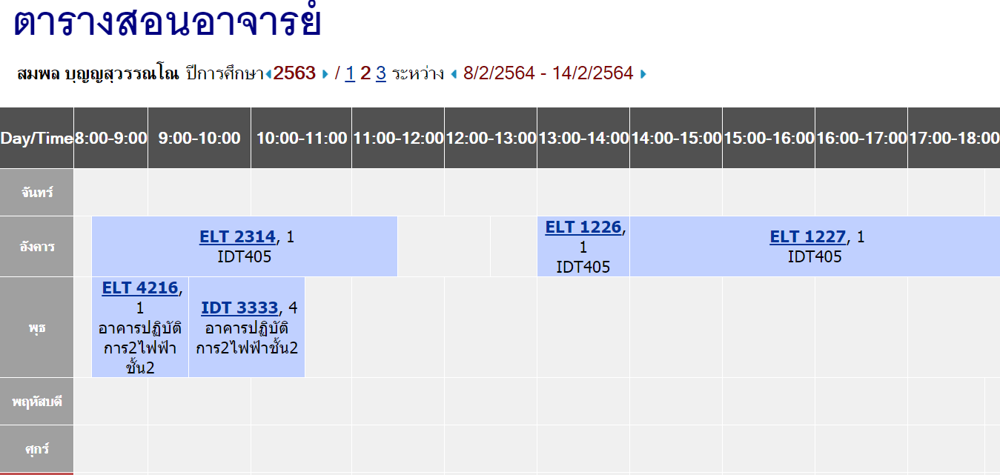 ตารางสอนอาจารย์
สมพล บุญญสุวรรณโณ ปีการศึกษา 2563 / 1 2 3 ระหว่าง 8/2/2564 - 14/2/2564
Day/Time 8:00-9:00 9:00-10:00 10:00-11:00 11:00-12:00 12:00-13:00 13:00-14:00 14:00-15:00 15:00-16:00 16:00-17:00 17:00-18:00
จันทร์
อังคาร
ELT 2314, 1
IDT405
ELT 1226,
1
IDT405
ELT 1227, 1
IDT405
พุธ
ELT 4216,
1
อาคารปฏิบัติ
การ2ไฟฟ้า
ชั้น2
IDT 3333, 4
อาคารปฏิบัติ
การ2ไฟฟ้าชั้น2
พฤหัสบดี
ศุกร์